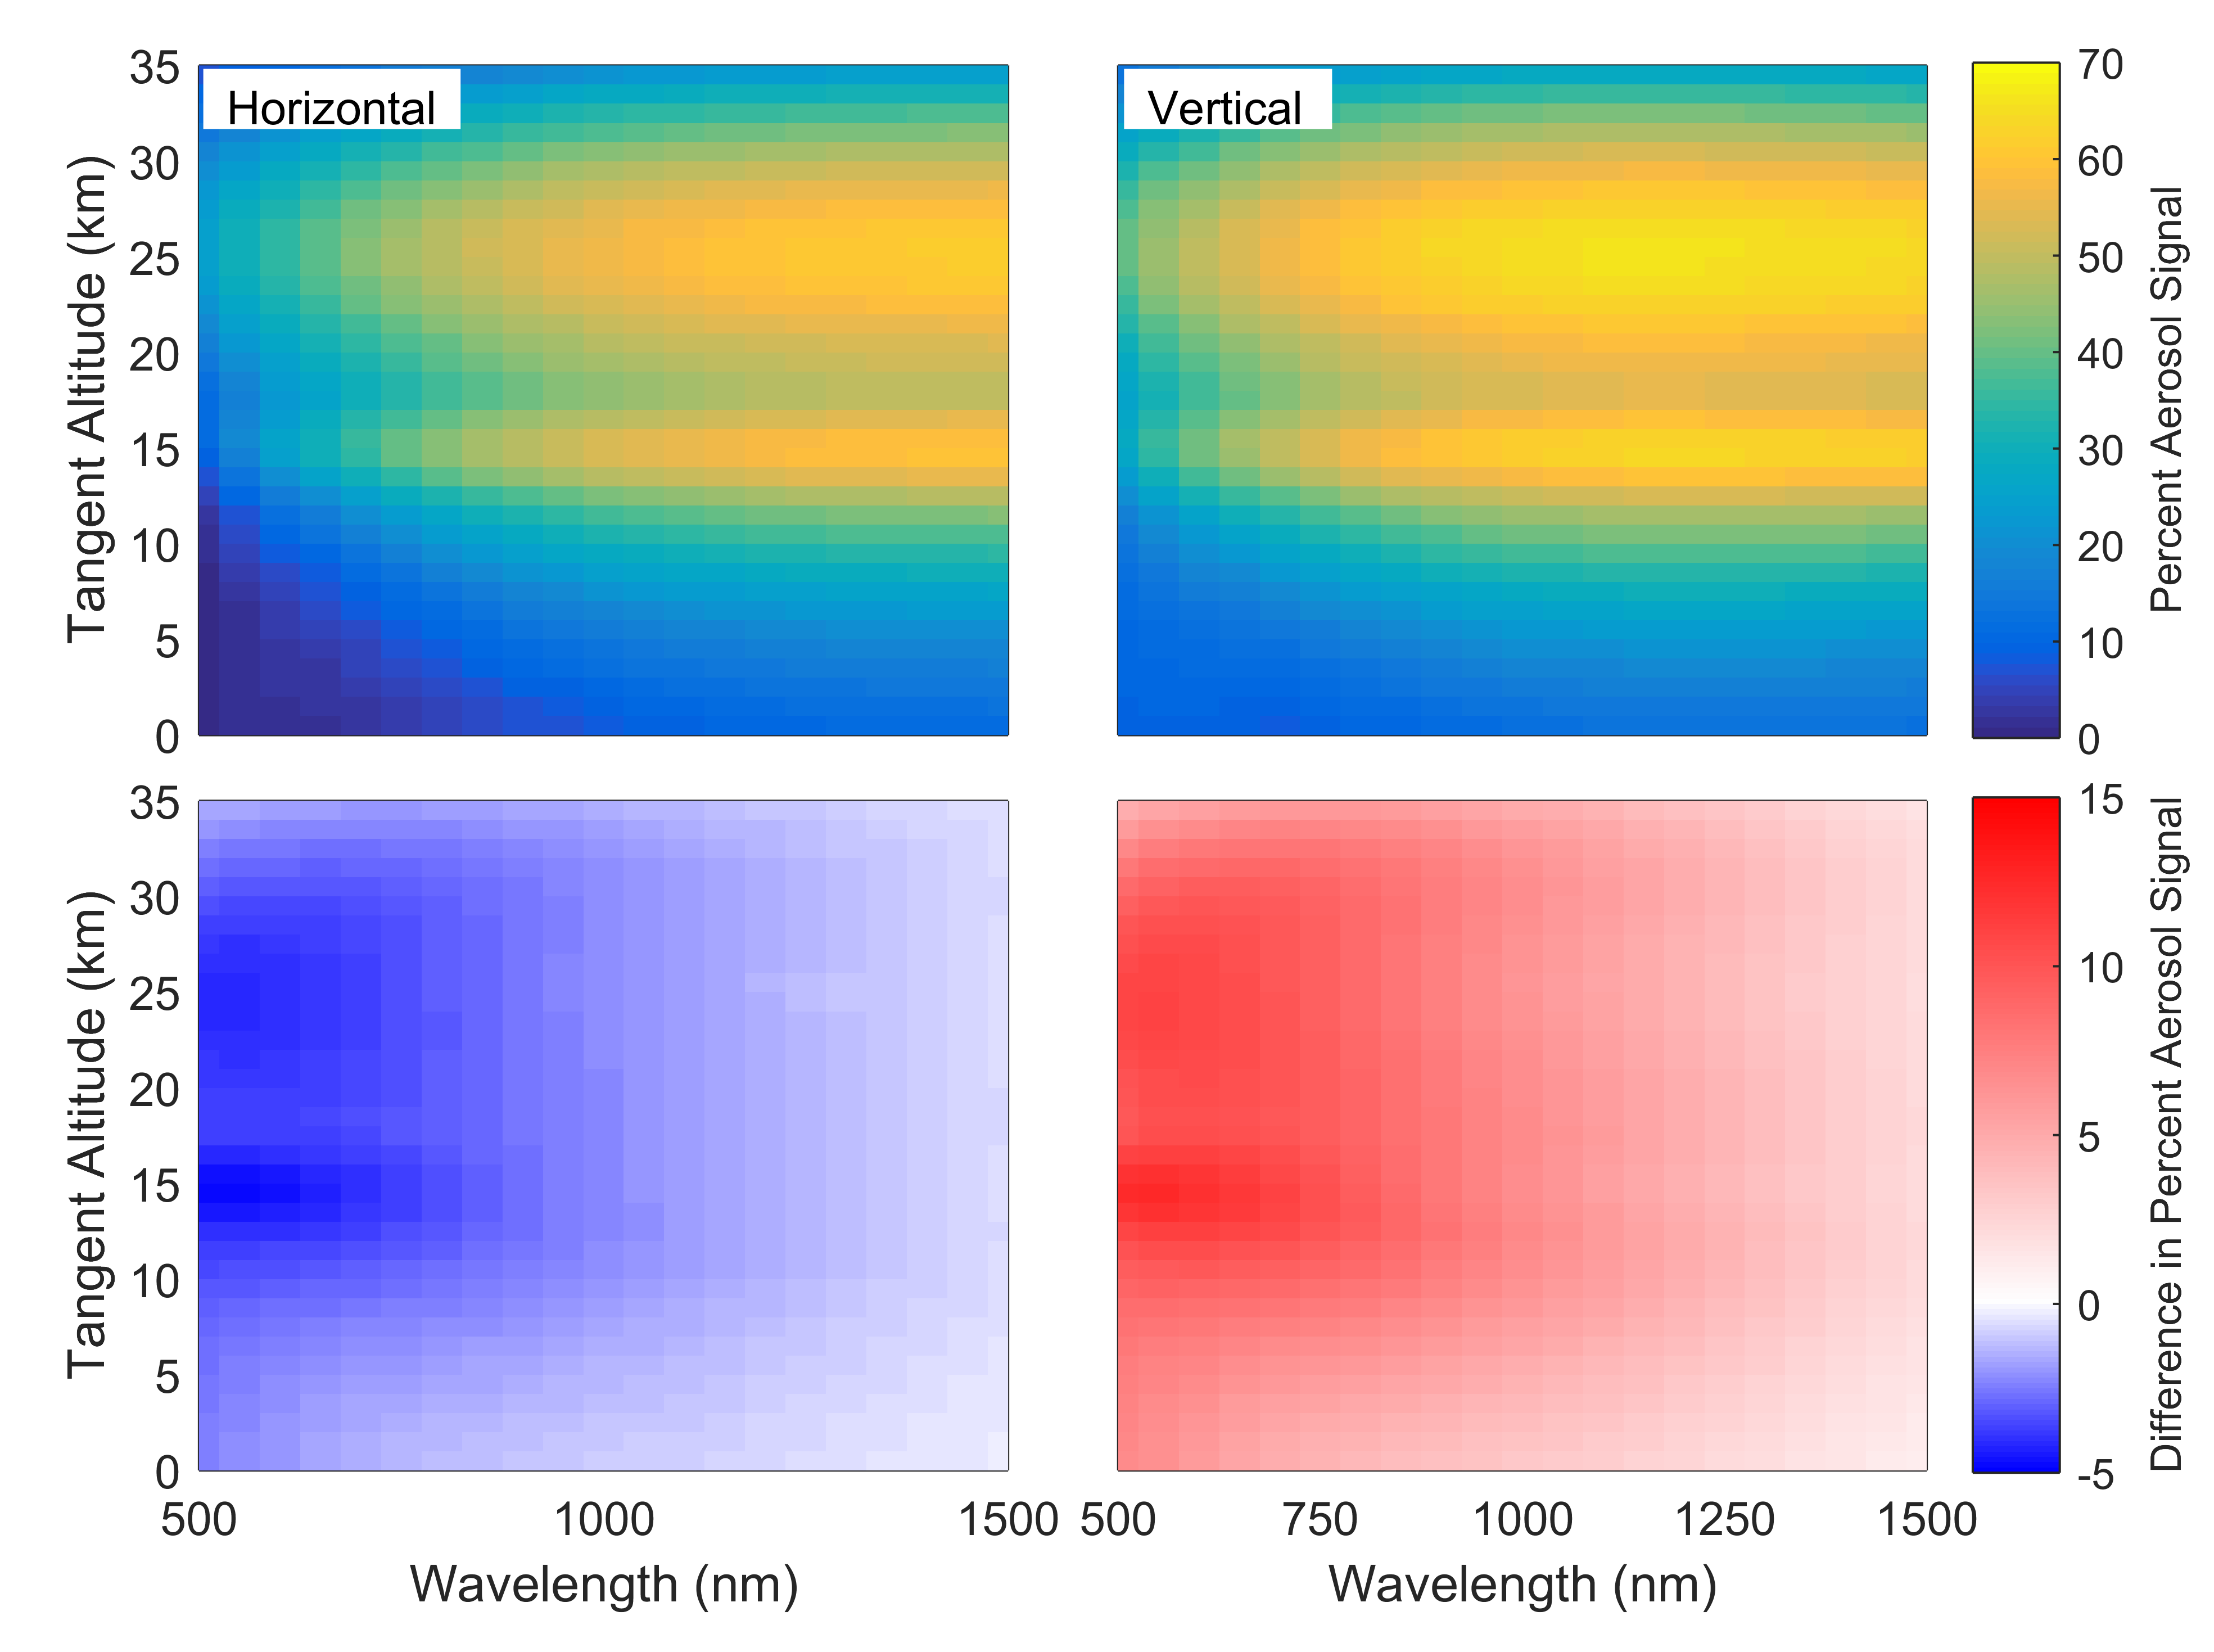 Horizontal
Vertical
35
30
25
20
15
10
5
0
Tangent Altitude (km)
70
60
50
40
30
20
10
0
Percent Aerosol Signal
35
30
25
20
15
10
5
0
Tangent Altitude (km)
15
10
5
0
-5
Difference in Percent Aerosol Signal
500 1000 1500
500 750 1000 1250 1500
Wavelength (nm)
Wavelength (nm)